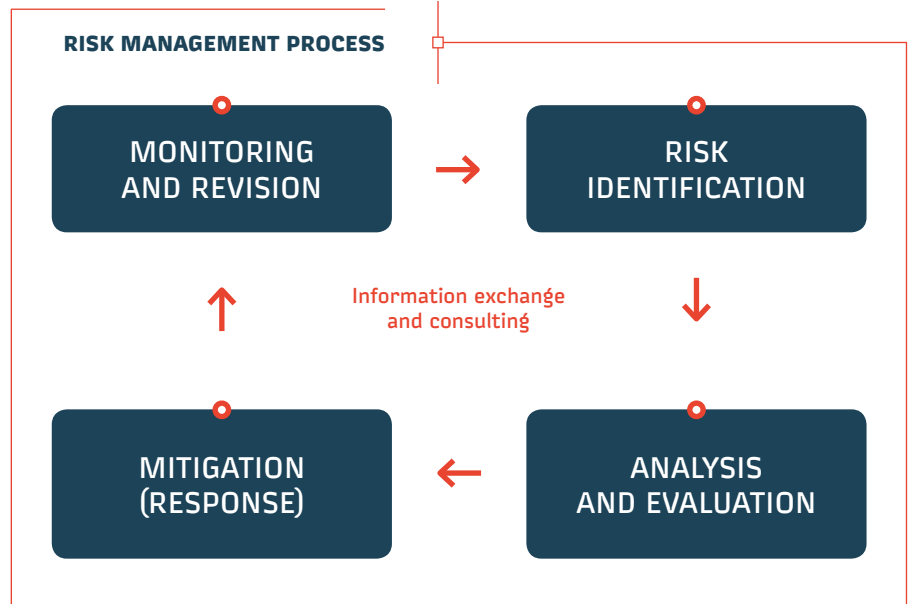 RISK MANAGEMENT PROCESS
MONITORING
AND REVISION
RISK
IDENTIFICATION
Information exchange
and consulting
MITIGATION
(RESPONSE)
ANALYSIS
AND EVALUATION